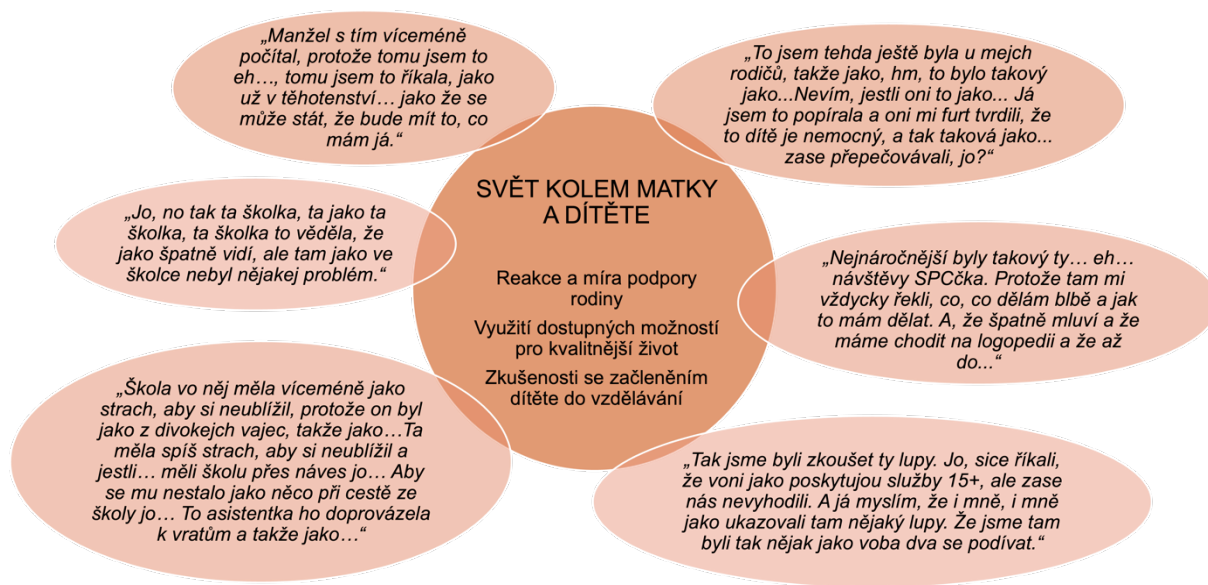 „Manžel s tím víceméně
počítal, protože tomu jsem to
eh…, tomu jsem to říkala, jako
už v těhotenství… jako že se
může stát, že bude mít to, co
mám já.“
„To jsem tehda ještě byla u mejch
rodičů, takže jako, hm, to bylo takový
jako...Nevím, jestli oni to jako... Já
jsem to popírala a oni mi furt tvrdili, že
to dítě je nemocný, a tak taková jako...
zase přepečovávali, jo?“
SVĚT KOLEM MATKY
A DÍTĚTE
Reakce a míra podpory
rodiny
Využití dostupných možností
pro kvalitnější život
Zkušenosti se začleněním
dítěte do vzdělávání
„Jo, no tak ta školka, ta jako ta
školka, ta školka to věděla, že
jako špatně vidí, ale tam jako ve
školce nebyl nějakej problém.“
„Nejnáročnější byly takový ty… eh…
návštěvy SPCčka. Protože tam mi
vždycky řekli, co, co dělám blbě a jak
to mám dělat. A, že špatně mluví a že
máme chodit na logopedii a že až
do...“
„Škola vo něj měla víceméně jako
strach, aby si neublížil, protože on byl
jako z divokejch vajec, takže jako…Ta
měla spíš strach, aby si neublížil a
jestli… měli školu přes náves jo… Aby
se mu nestalo jako něco při cestě ze
školy jo… To asistentka ho doprovázela
k vratům a takže jako…“
„Tak jsme byli zkoušet ty lupy. Jo, sice říkali,
že voni jako poskytujou služby 15+, ale zase
nás nevyhodili. A já myslím, že i mně, i mně
jako ukazovali tam nějaký lupy. Že jsme tam
byli tak nějak jako voba dva se podívat.“